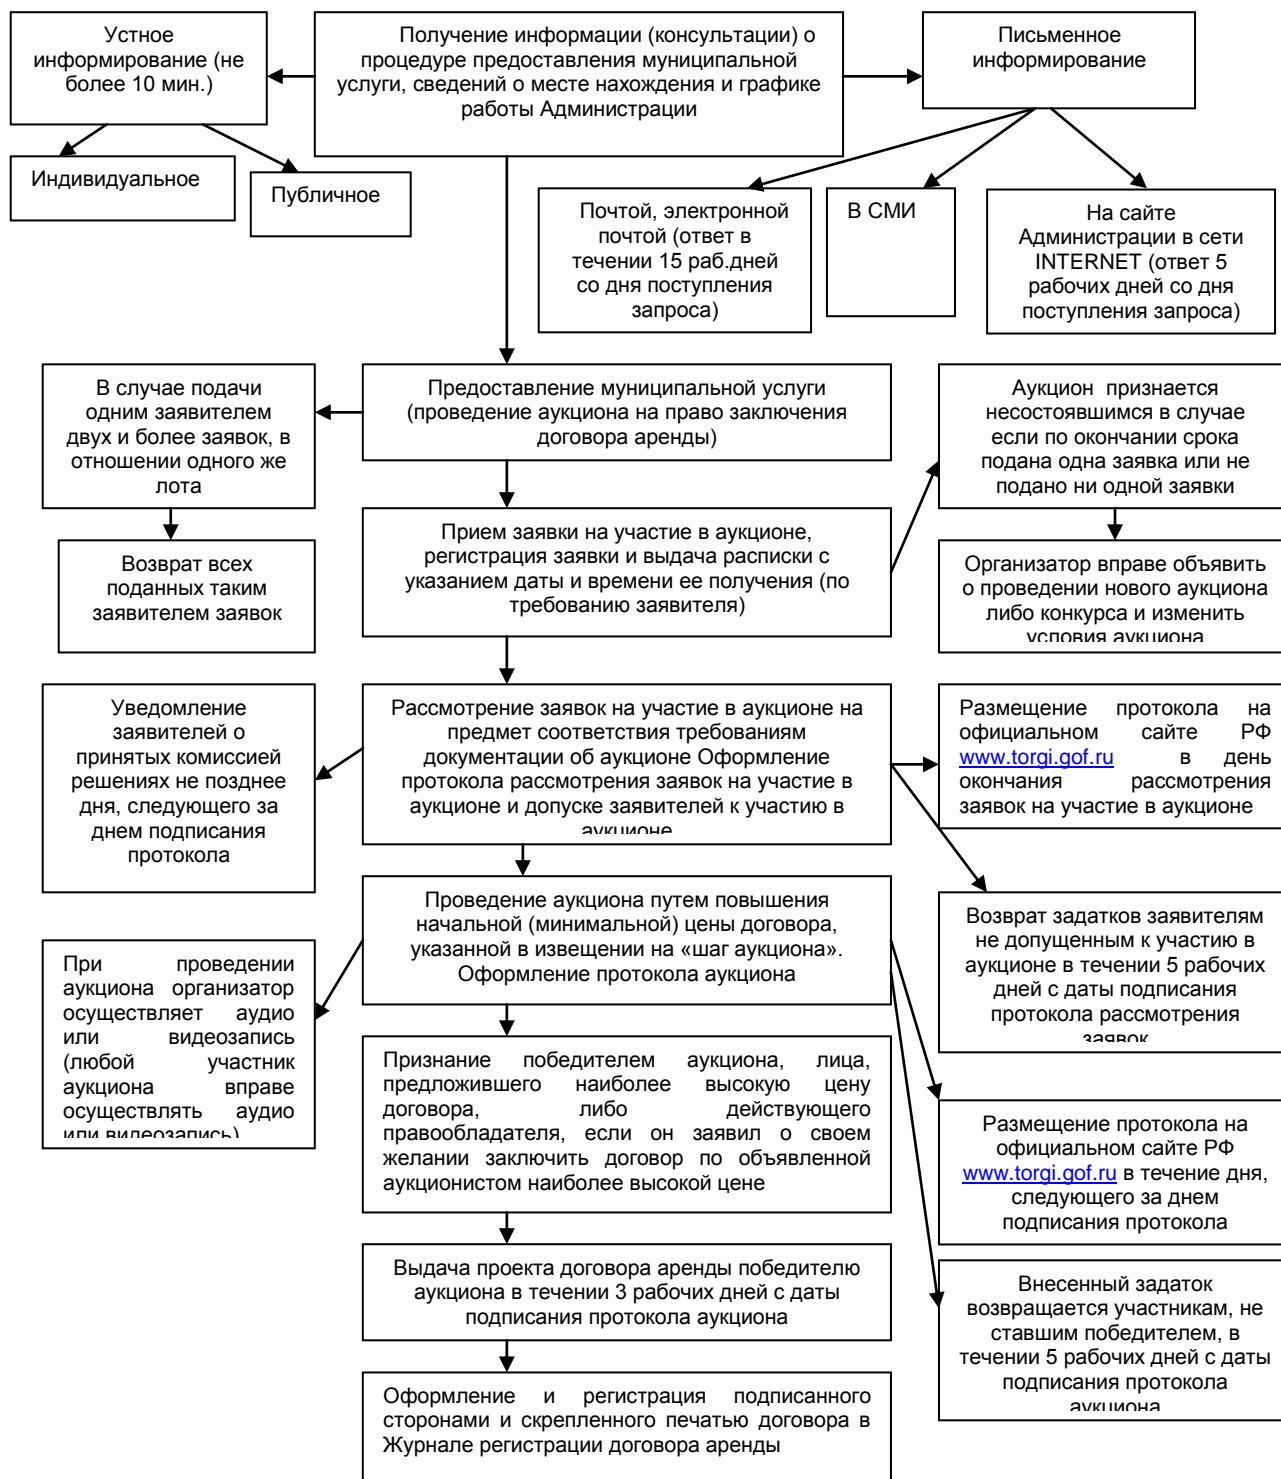 Устное
информирование (не
более 10 мин.)
Получение информации (консультации) о
процедуре предоставления муниципальной
услуги, сведений о месте нахождения и графике
работы Администрации
Письменное
информирование
Индивидуальное
Публичное
Почтой, электронной
почтой (ответ в
течении 15 раб.дней
со дня поступления
запроса)
В СМИ
На сайте
Администрации в сети
INTERNET (ответ 5
рабочих дней со дня
поступления запроса)
В случае подачи
одним заявителем
двух и более заявок, в
отношении одного же
лота
Предоставление муниципальной услуги
(проведение аукциона на право заключения
договора аренды)
Аукцион признается
несостоявшимся в случае
если по окончании срока
подана одна заявка или не
подано ни одной заявки
Возврат всех
поданных таким
заявителем заявок
Прием заявки на участие в аукционе,
регистрация заявки и выдача расписки с
указанием даты и времени ее получения (по
требованию заявителя)
Организатор вправе объявить
о проведении нового аукциона
либо конкурса и изменить
условия аукциона
Уведомление
заявителей о
принятых комиссией
решениях не позднее
дня, следующего за
днем подписания
протокола
Рассмотрение заявок на участие в аукционе на
предмет соответствия требованиям
документации об аукционе Оформление
протокола рассмотрения заявок на участие в
аукционе и допуске заявителей к участию в
аукционе
Размещение протокола на
официальном сайте РФ
www.torgi.gof.ru в день
окончания рассмотрения
заявок на участие в аукционе
Проведение аукциона путем повышения
начальной (минимальной) цены договора,
указанной в извещении на «шаг аукциона».
Оформление протокола аукциона
Возврат задатков заявителям
не допущенным к участию в
аукционе в течении 5 рабочих
дней с даты подписания
протокола рассмотрения
заявок
При проведении
аукциона организатор
осуществляет аудио
или видеозапись
(любой участник
аукциона вправе
осуществлять аудио
или видеозапись)
Признание победителем аукциона, лица,
предложившего наиболее высокую цену
договора, либо действующего
правообладателя, если он заявил о своем
желании заключить договор по объявленной
аукционистом наиболее высокой цене
Размещение протокола на
официальном сайте РФ
www.torgi.gof.ru в течение дня,
следующего за днем
подписания протокола
Выдача проекта договора аренды победителю
аукциона в течении 3 рабочих дней с даты
подписания протокола аукциона
Внесенный задаток
возвращается участникам, не
ставшим победителем, в
течении 5 рабочих дней с даты
подписания протокола
аукциона
Оформление и регистрация подписанного
сторонами и скрепленного печатью договора в
Журнале регистрации договора аренды